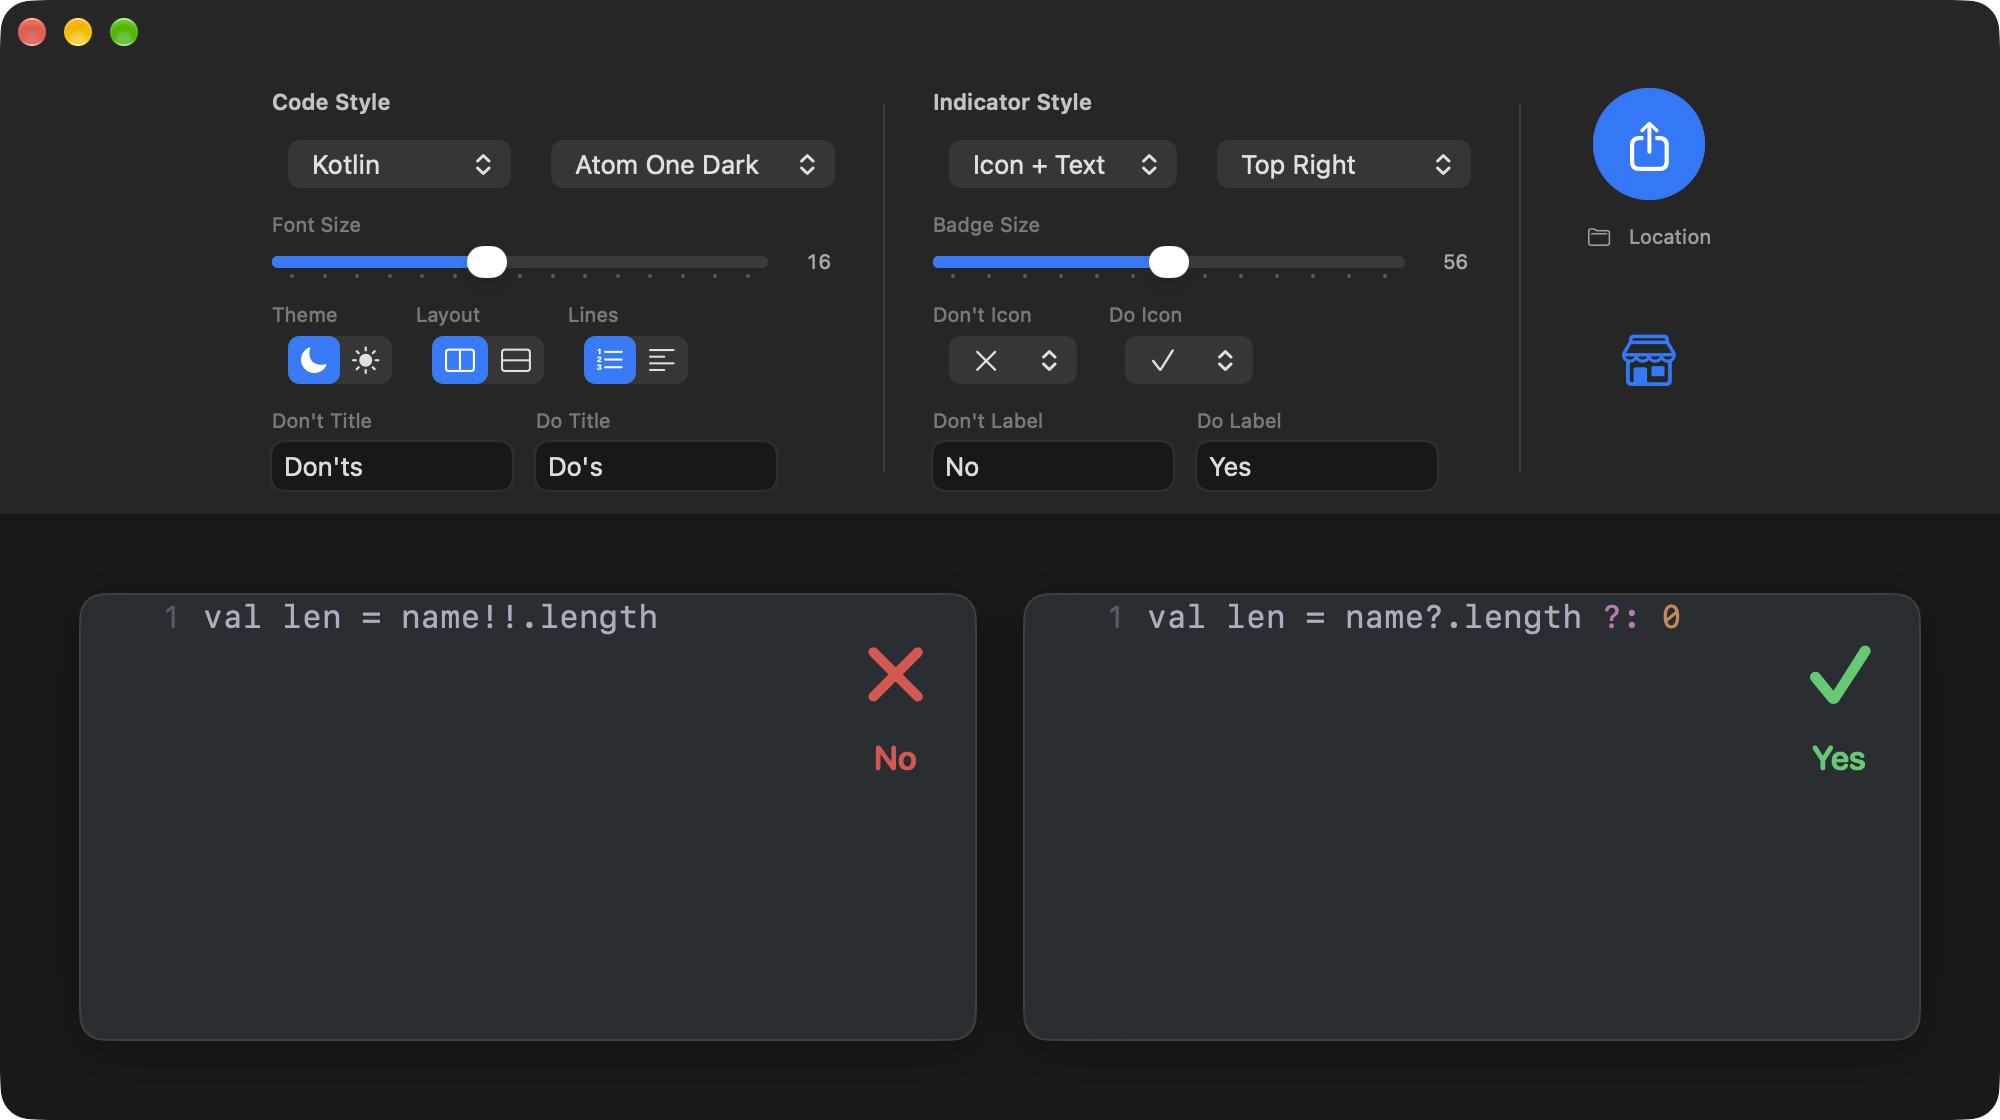 Code Style
Kotlin
Atom One Dark
Font Size
16
Theme
Layout
Lines
Don't Title
Do Title
Don'ts
Do's
Indicator Style
Icon + Text
Top Right
Badge Size
56
Don't Icon
Do Icon
Don't Label
Do Label
No
Yes
Location
1 val len = name!!.length
No
1 val len = name?.length ?: 0
Yes